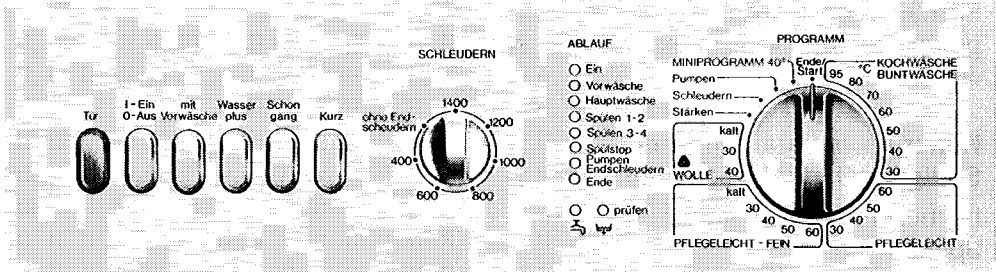 Tür
I-Ein
0-Aus
mit
Vorwäsche
Wasser
plus
Schon
gang
Kurz
SCHLEUDERN
ohne End-
schleudern
400
600
800
1000
1200
1400
ABLAUF
Ein
Vorwäsche
Hauptwäsche
Spülen 1-2
Spülen 3-4
Spülstop
Pumpen
Endschleudern
Ende
prüfen
PROGRAMM
MINIPROGRAMM 40°
Pumpen
Schleudern
Stärken
Ende/
Start
95 °C
80
70
60
50
40
30
KOCHWÄSCHE
BUNTWÄSCHE
kalt
30
40
WOLLE
kalt
30
40
50
60
PFLEGELEICHT-FEIN
60
50
40
30
PFLEGELEICHT